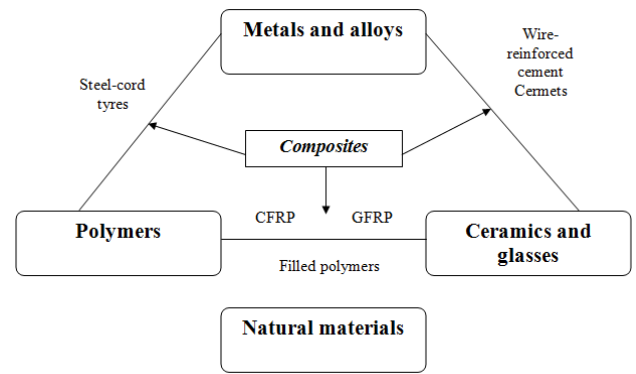 Metals and alloys
Wire-
reinforced
cement
Cermets
Steel-cord
tyres
Composites
CFRP
GFRP
Polymers
Ceramics and
glasses
Filled polymers
Natural materials